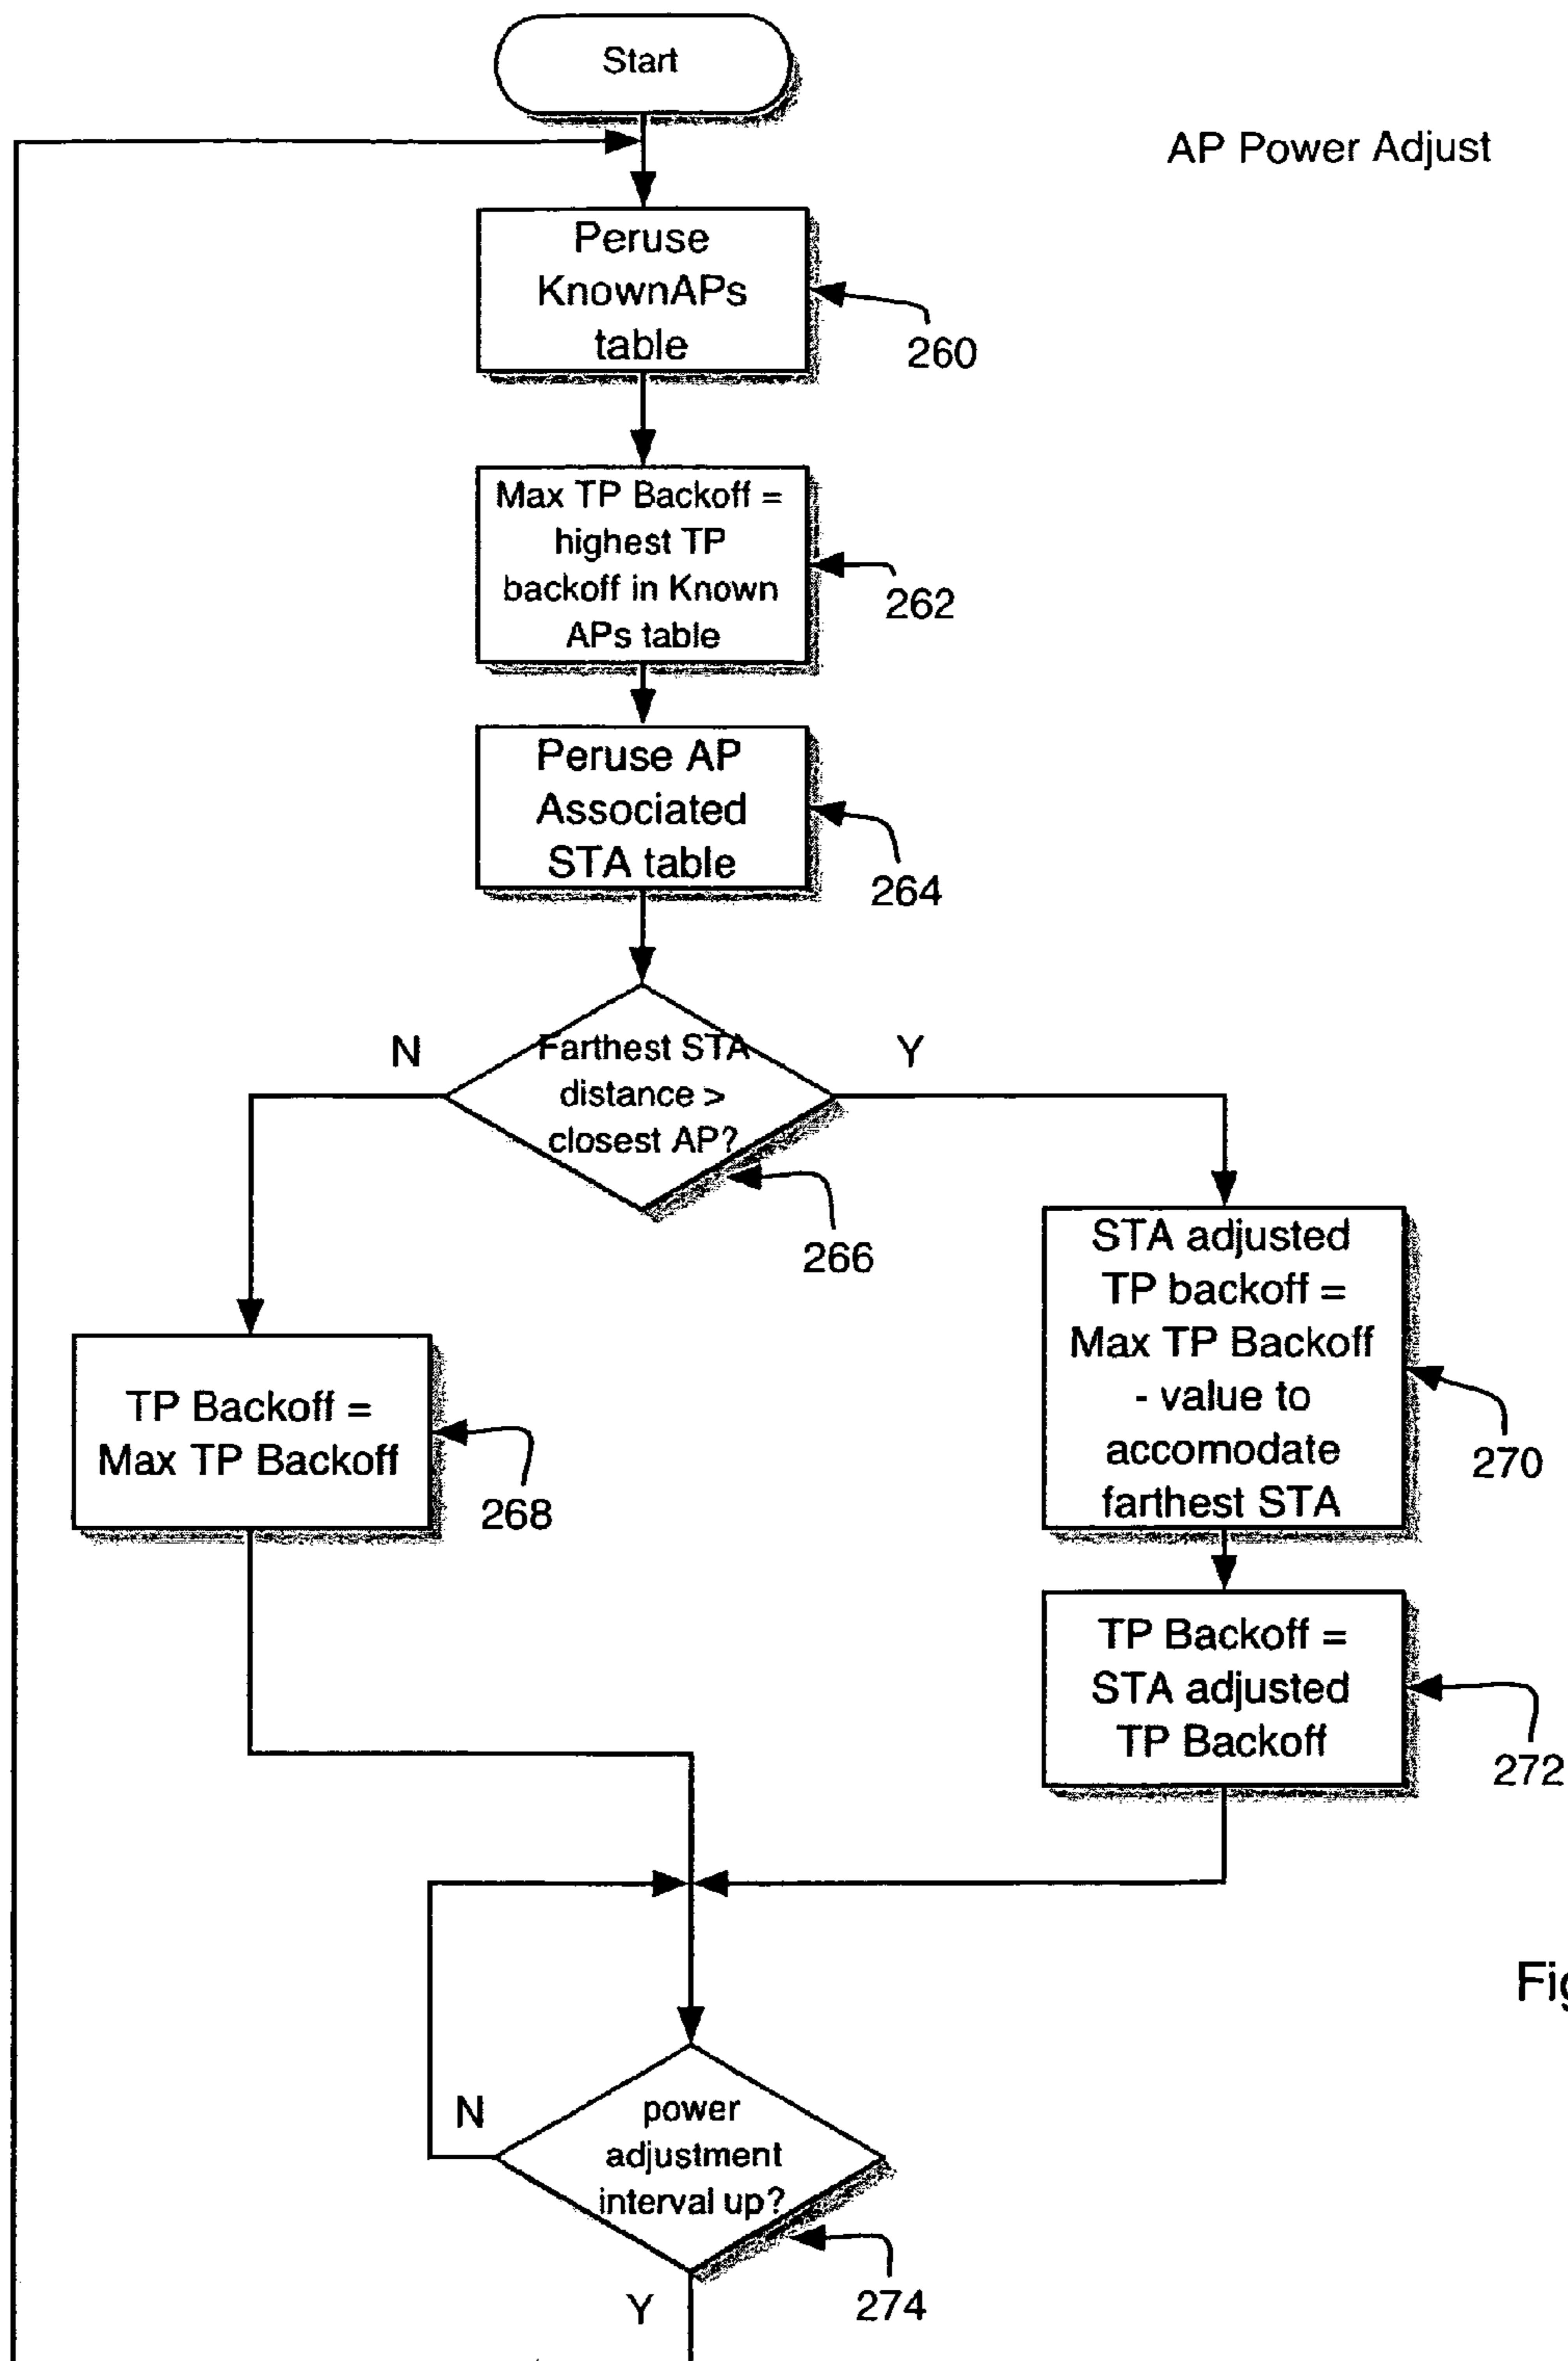 Start
AP Power Adjust
Peruse
KnownAPs
table
260
Max TP Backoff =
highest TP
backoff in Known
APs table
262
Peruse AP
Associated
STA table
264
N
Farthest STA
distance >
closest AP?
Y
266
STA adjusted
TP backoff =
Max TP Backoff
- value to
accomodate
farthest STA
270
TP Backoff =
Max TP Backoff
268
TP Backoff =
STA adjusted
TP Backoff
272
N
power
adjustment
interval up?
Y
274